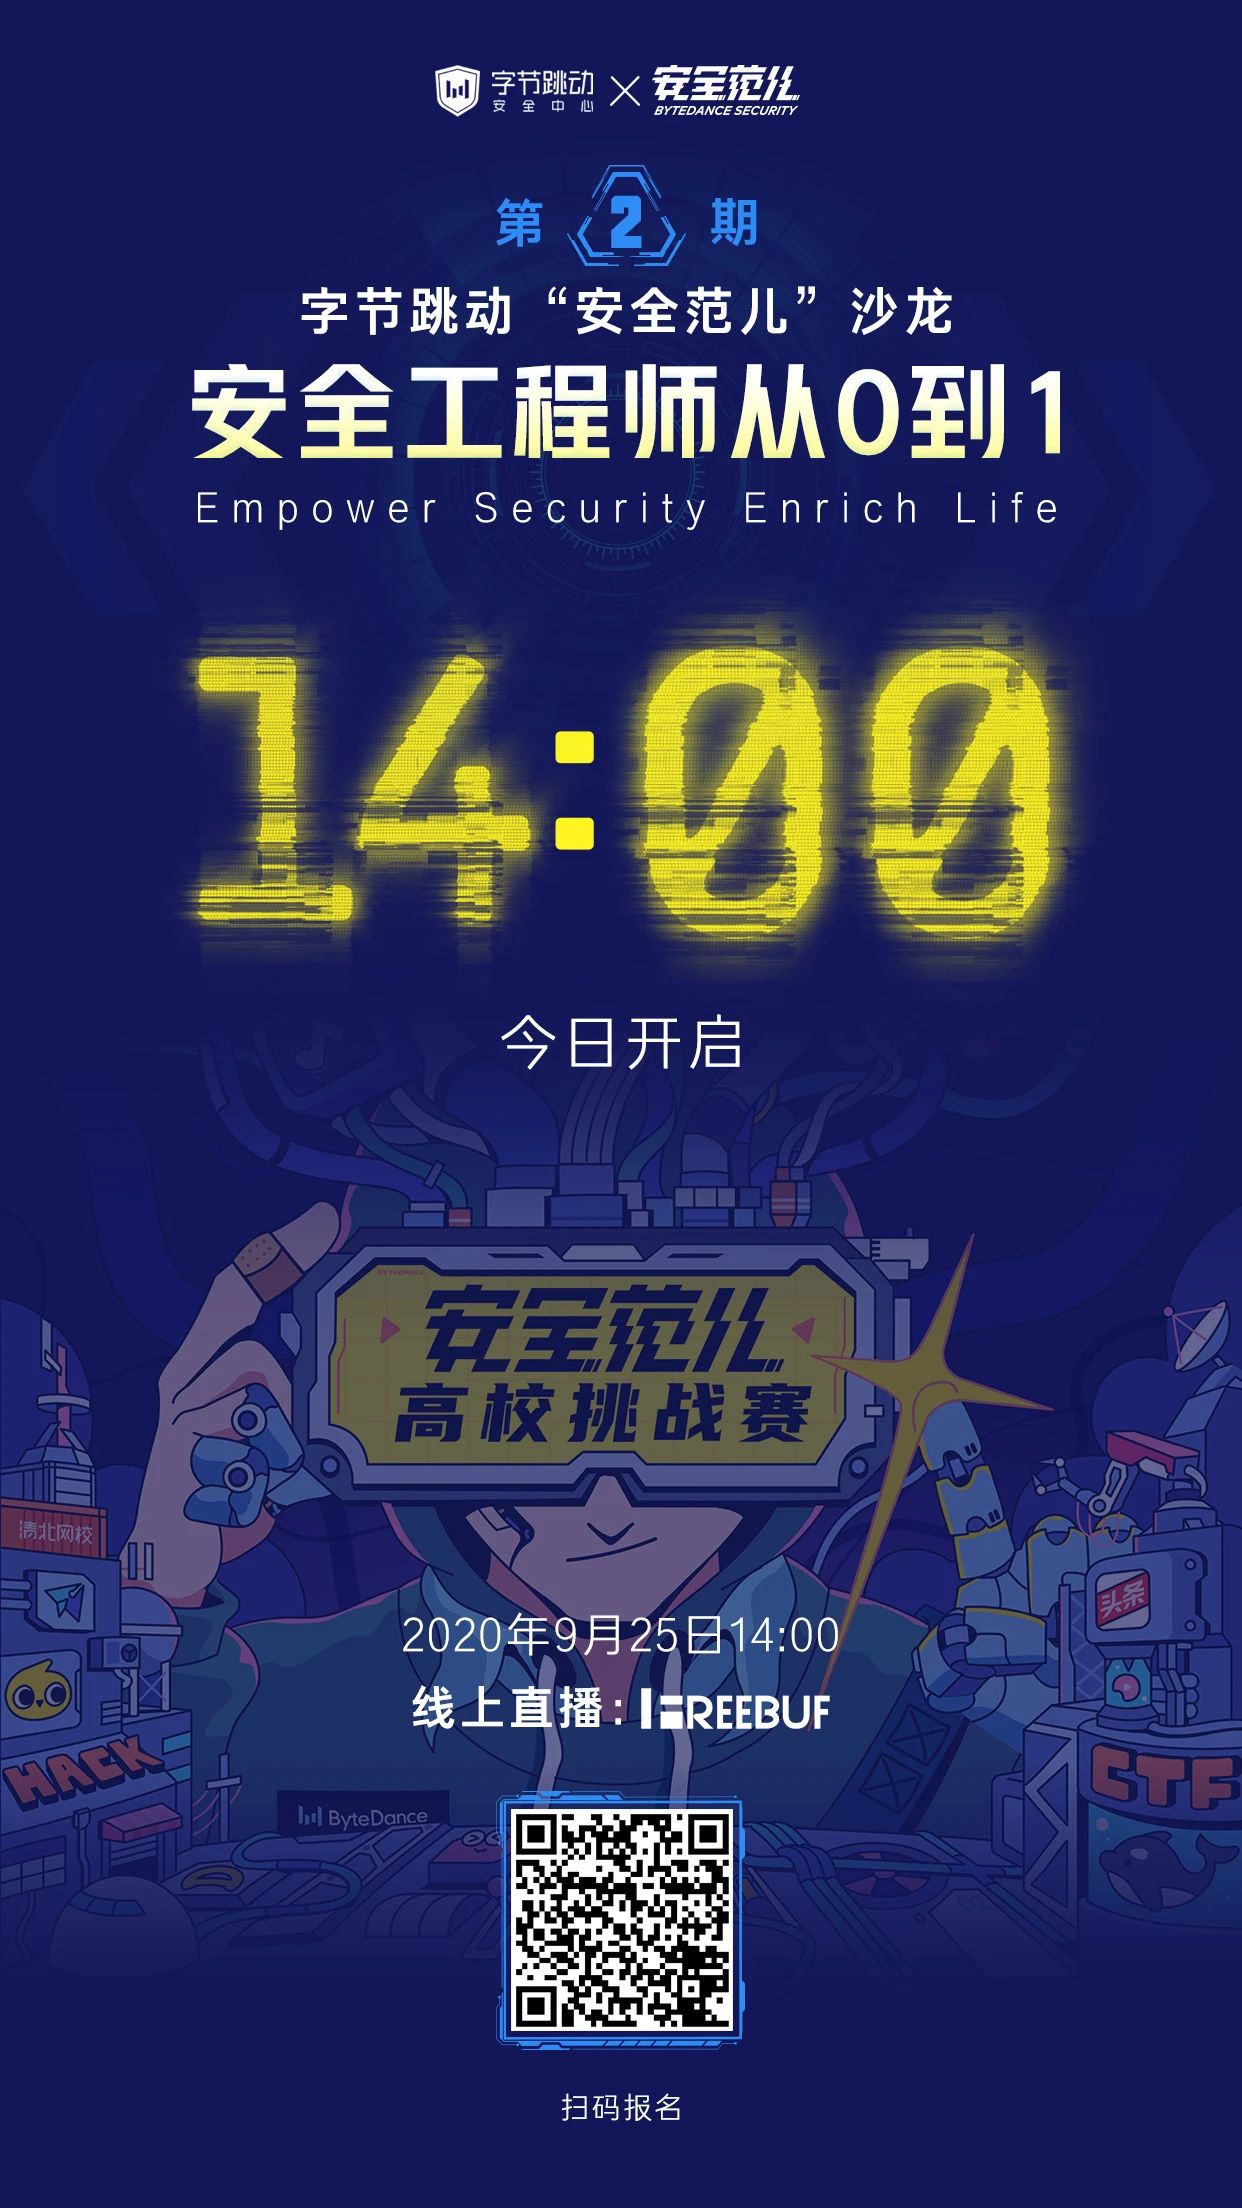 字节跳动 安全中心 × 安全范儿
BYTEDANCE SECURITY
第2期
字节跳动“安全范儿”沙龙
安全工程师从0到1
Empower Security Enrich Life
14:00
今日开启
BYTEDANCE
安全范儿
高校挑战赛
清北网校
头条
2020年9月25日14:00
线上直播：FREEBUF
HACK
CTF
ByteDance
扫码报名